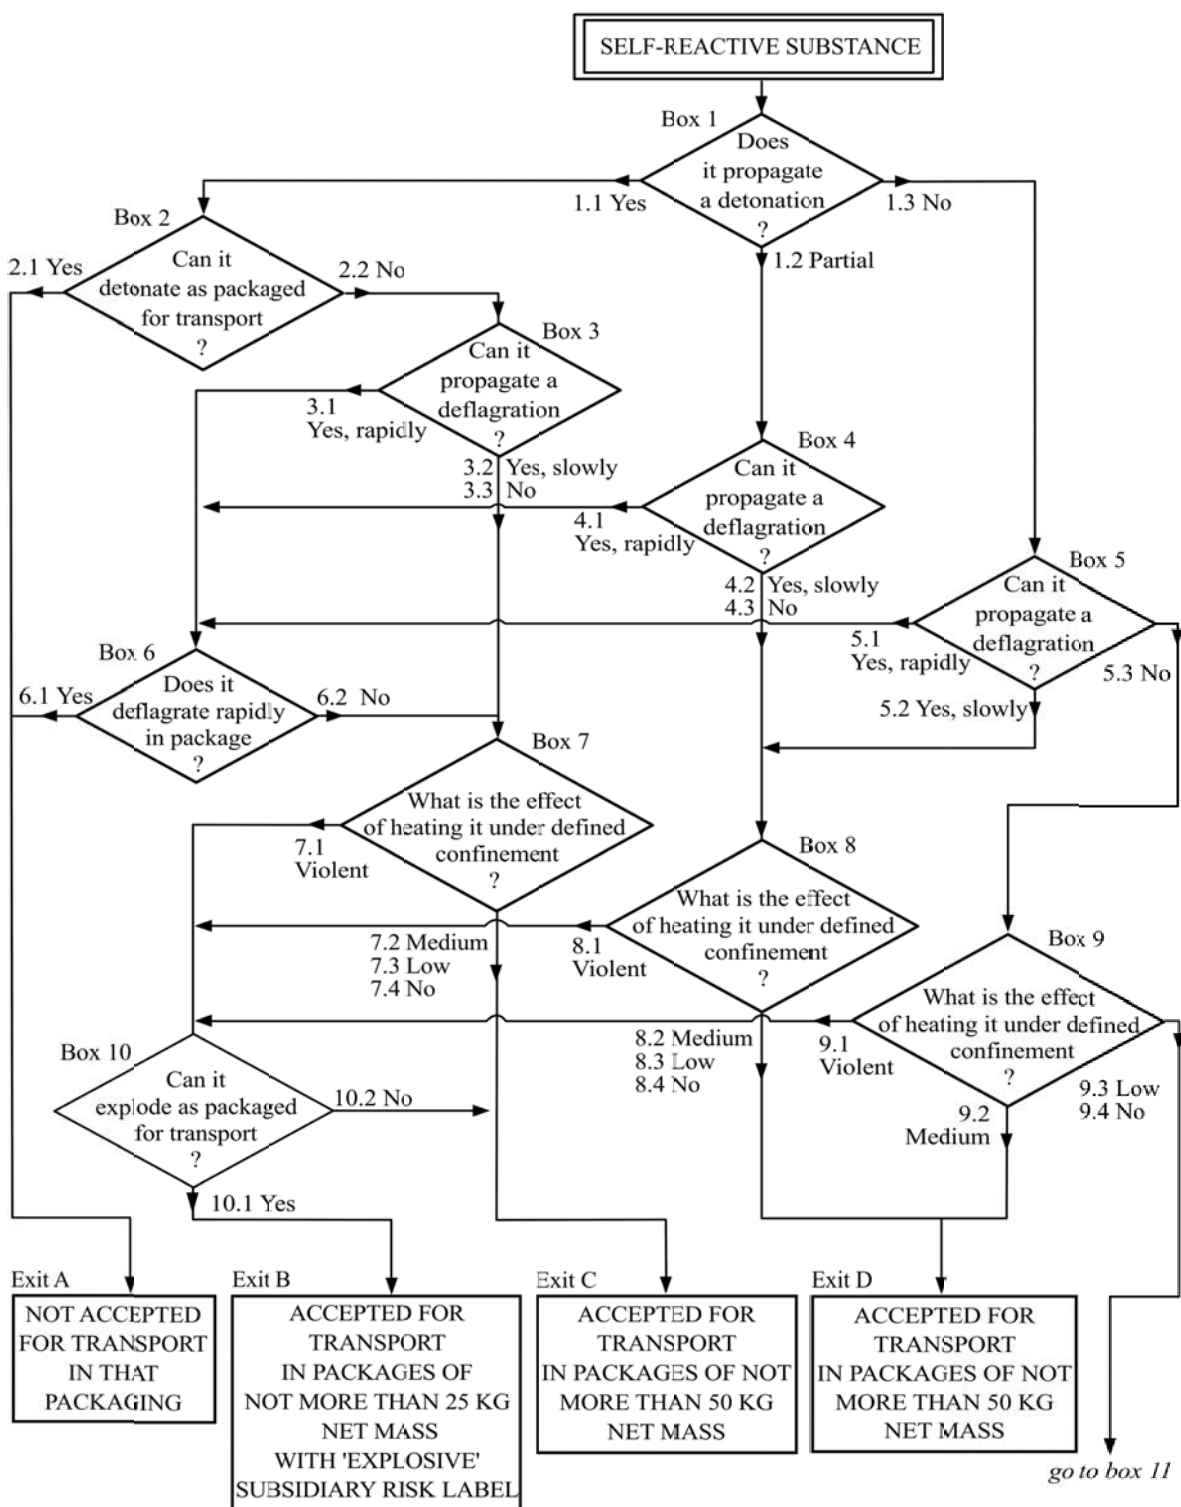 SELF-REACTIVE SUBSTANCE
Box 1
Does
it propagate
a detonation
?
1.1 Yes
1.3 No
1.2 Partial
Box 2
Can it
detonate as packaged
for transport
?
2.1 Yes
2.2 No
Box 3
Can it
propagate a
deflagration
?
3.1
Yes, rapidly
3.2 Yes, slowly
3.3 No
Box 4
Can it
propagate a
deflagration
?
4.1
Yes, rapidly
4.2 Yes, slowly
4.3 No
Box 5
Can it
propagate a
deflagration
?
5.1
Yes, rapidly
5.3 No
5.2 Yes, slowly
Box 6
Does it
deflagrate rapidly
in package
?
6.1 Yes
6.2 No
Box 7
What is the effect
of heating it under defined
confinement
?
7.1
Violent
7.2 Medium
7.3 Low
7.4 No
Box 8
What is the effect
of heating it under defined
confinement
?
8.1
Violent
8.2 Medium
8.3 Low
8.4 No
Box 9
What is the effect
of heating it under defined
confinement
?
9.1
Violent
9.2
Medium
9.3 Low
9.4 No
Box 10
Can it
explode as packaged
for transport
?
10.2 No
10.1 Yes
Exit A
NOT ACCEPTED
FOR TRANSPORT
IN THAT
PACKAGING
Exit B
ACCEPTED FOR
TRANSPORT
IN PACKAGES OF
NOT MORE THAN 25 KG
NET MASS
WITH 'EXPLOSIVE'
SUBSIDIARY RISK LABEL
Exit C
ACCEPTED FOR
TRANSPORT
IN PACKAGES OF NOT
MORE THAN 50 KG
NET MASS
Exit D
ACCEPTED FOR
TRANSPORT
IN PACKAGES OF NOT
MORE THAN 50 KG
NET MASS
go to box 11